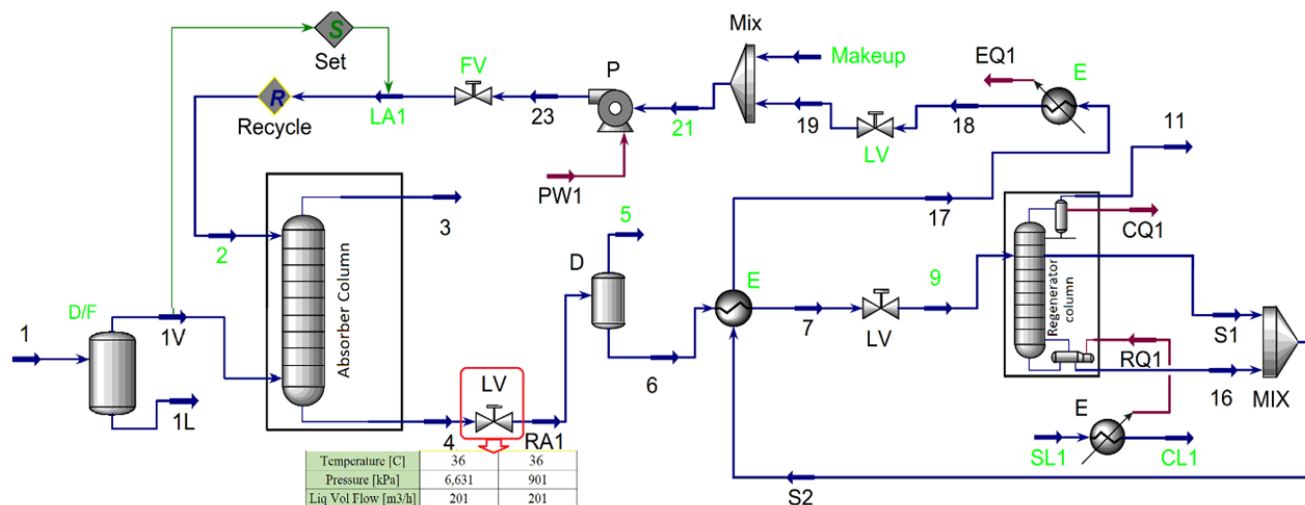 S
Set
R
Recycle
LA1
FV
23
P
PW1
21
Mix
Makeup
19
LV
18
EQ1
E
11
3
5
17
CQ1
2
Absorber Column
D
E
9
Regenerator
column
D/F
1
1V
7
LV
S1
1L
LV
6
RQ1
16
MIX
4
RA1
E
SL1
CL1
S2
Temperature [C] 36 36
Pressure [kPa] 6,631 901
Liq Vol Flow [m3/h] 201 201